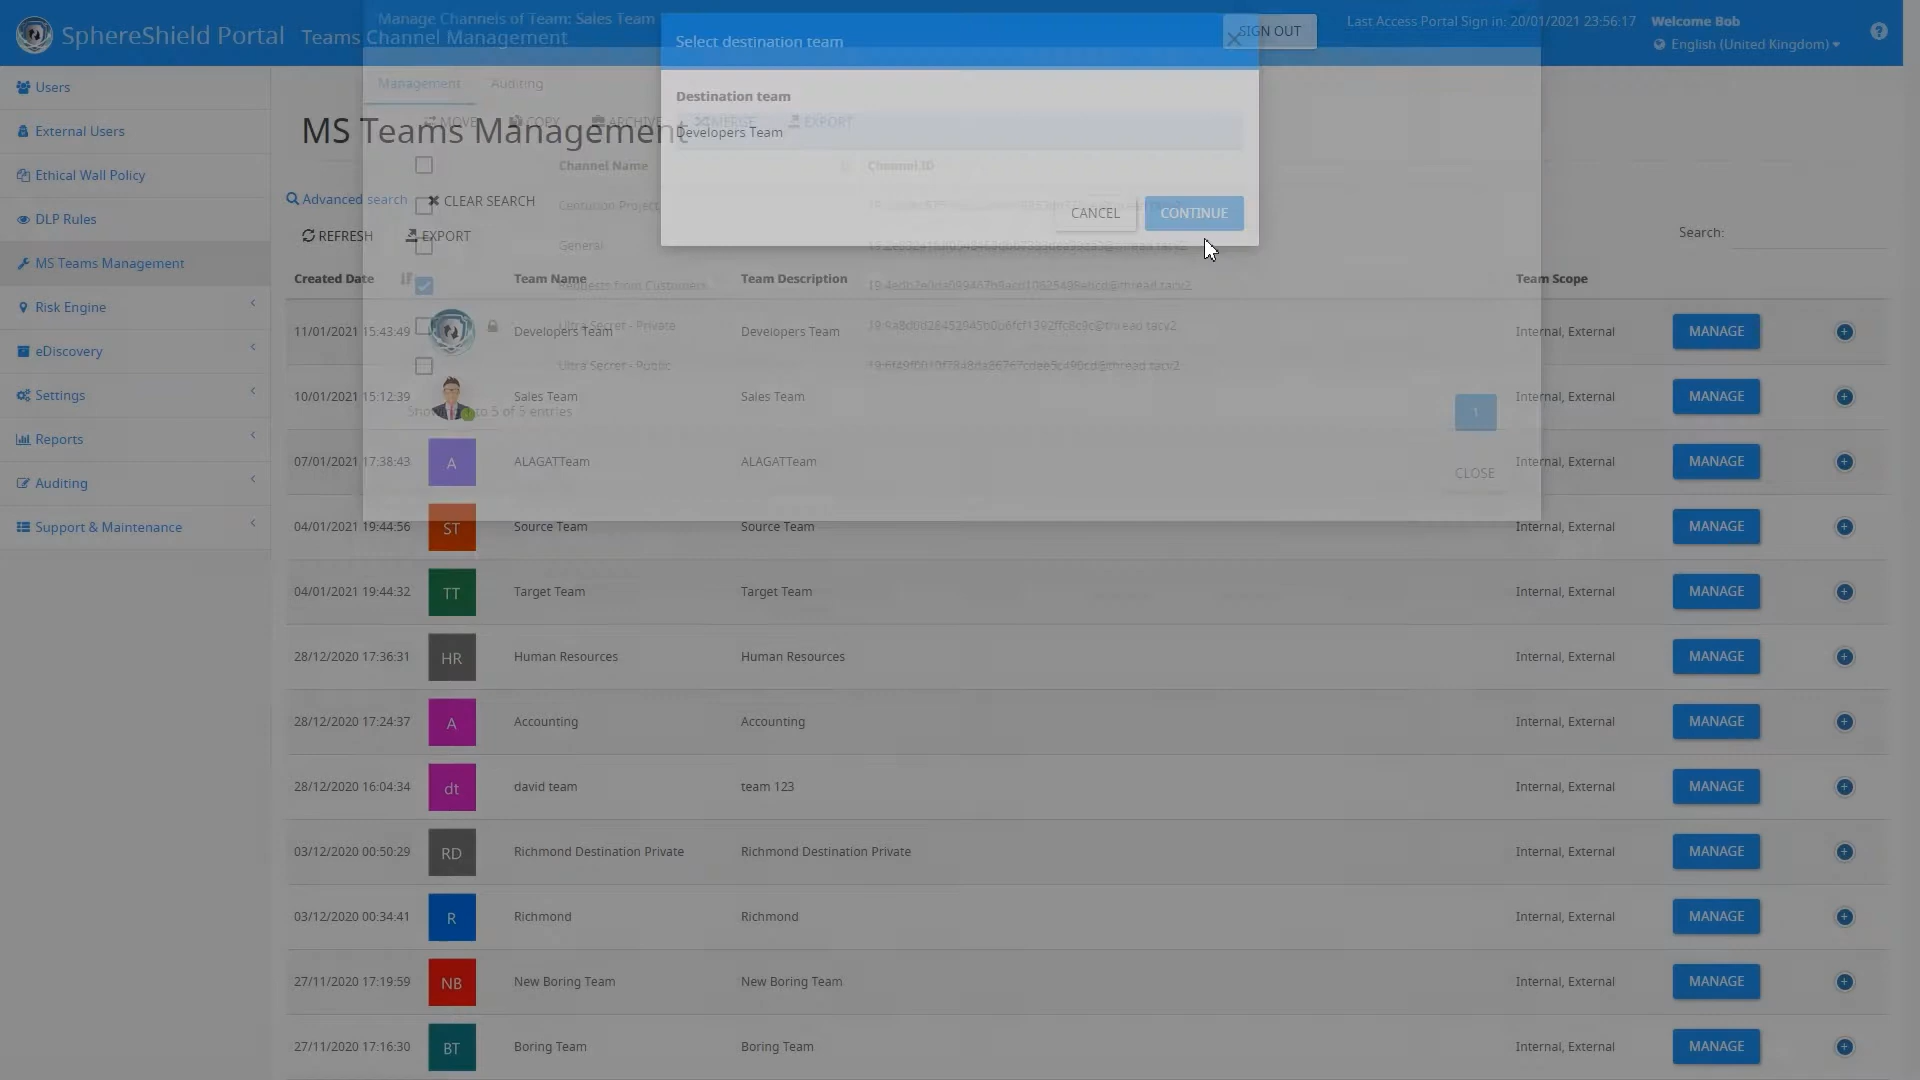 SphereShield Portal
Teams Channel Management
Manage Channels of Team: Sales Team
Select destination team
SIGN OUT
Last Access Portal Sign in: 20/01/2021 23:56:17
Welcome Bob
English (United Kingdom)
Users
External Users
Ethical Wall Policy
DLP Rules
MS Teams Management
Risk Engine
eDiscovery
Settings
Reports
Auditing
Support & Maintenance
Management
Auditing
MOVE
COPY
ARCHIVE
MERGE
EXPORT
MS Teams Management
Destination team
Developers Team
CANCEL
CONTINUE
Channel Name
Channel ID
Centurion Project
General
Requests from Customers
Ultra Secret - Private
Ultra Secret - Public
Showing 1 to 5 of 5 entries
1
CLOSE
Advanced search
CLEAR SEARCH
REFRESH
EXPORT
Search:
Created Date Team Name Team Description Team Scope
11/01/2021 15:43:49 Developers Team Developers Team Internal, External MANAGE
10/01/2021 15:12:39 Sales Team Sales Team Internal, External MANAGE
07/01/2021 17:38:43 A ALAGATTeam ALAGATTeam Internal, External MANAGE
04/01/2021 19:44:56 ST Source Team Source Team Internal, External MANAGE
04/01/2021 19:44:32 TT Target Team Target Team Internal, External MANAGE
28/12/2020 17:36:31 HR Human Resources Human Resources Internal, External MANAGE
28/12/2020 17:24:37 A Accounting Accounting Internal, External MANAGE
28/12/2020 16:04:34 dt david team team 123 Internal, External MANAGE
03/12/2020 00:50:29 RD Richmond Destination Private Richmond Destination Private Internal, External MANAGE
03/12/2020 00:34:41 R Richmond Richmond Internal, External MANAGE
27/11/2020 17:19:59 NB New Boring Team New Boring Team Internal, External MANAGE
27/11/2020 17:16:30 BT Boring Team Boring Team Internal, External MANAGE